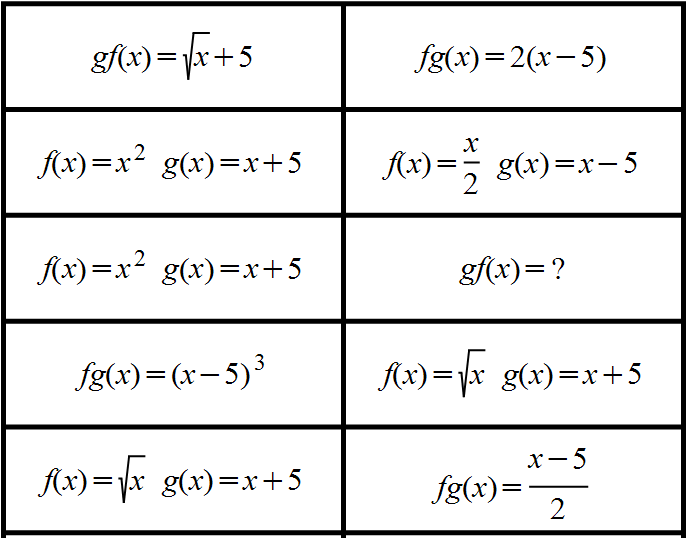 gf(x)=√x+5 fg(x)=2(x−5)
f(x)=x² g(x)=x+5 f(x)=x/2 g(x)=x−5
f(x)=x² g(x)=x+5 gf(x)=?
fg(x)=(x−5)³ f(x)=√x g(x)=x+5
f(x)=√x g(x)=x+5 fg(x)=(x−5)/2